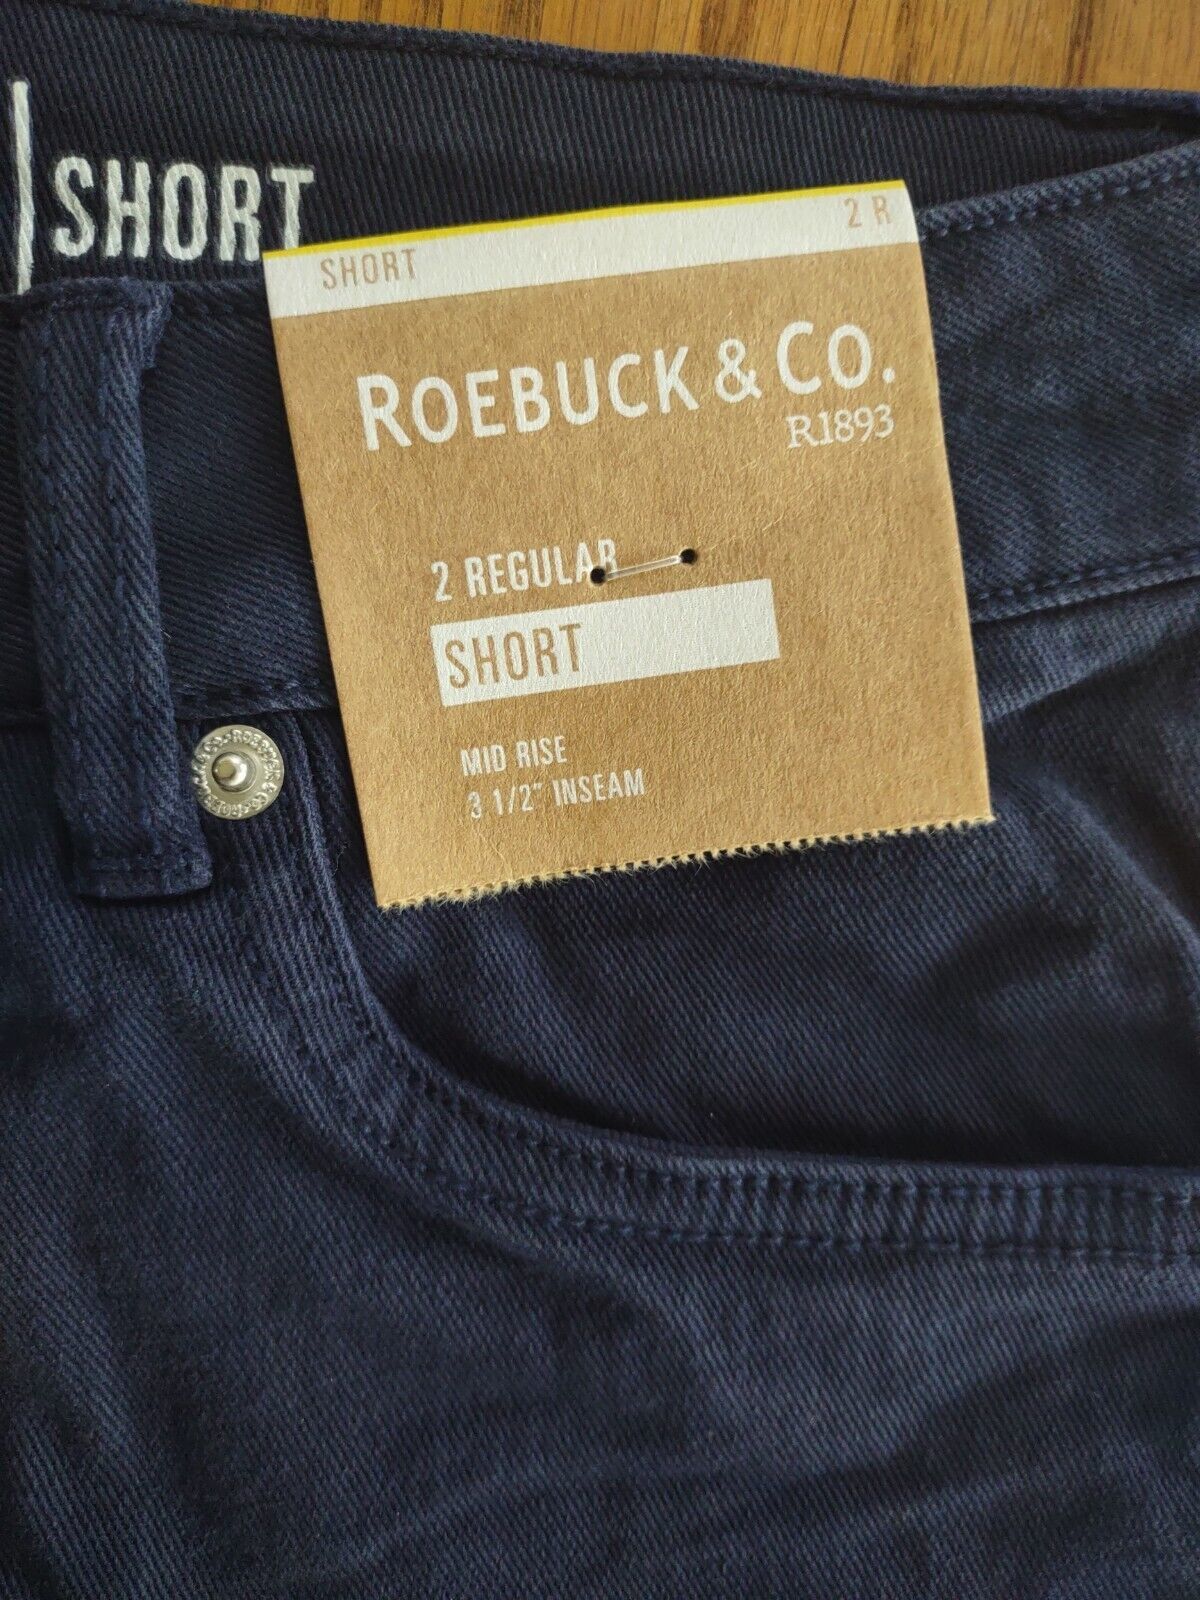 SHORT
SHORT 2 R
ROEBUCK & CO.
R1893
2 REGULAR
SHORT
MID RISE
3 1/2" INSEAM